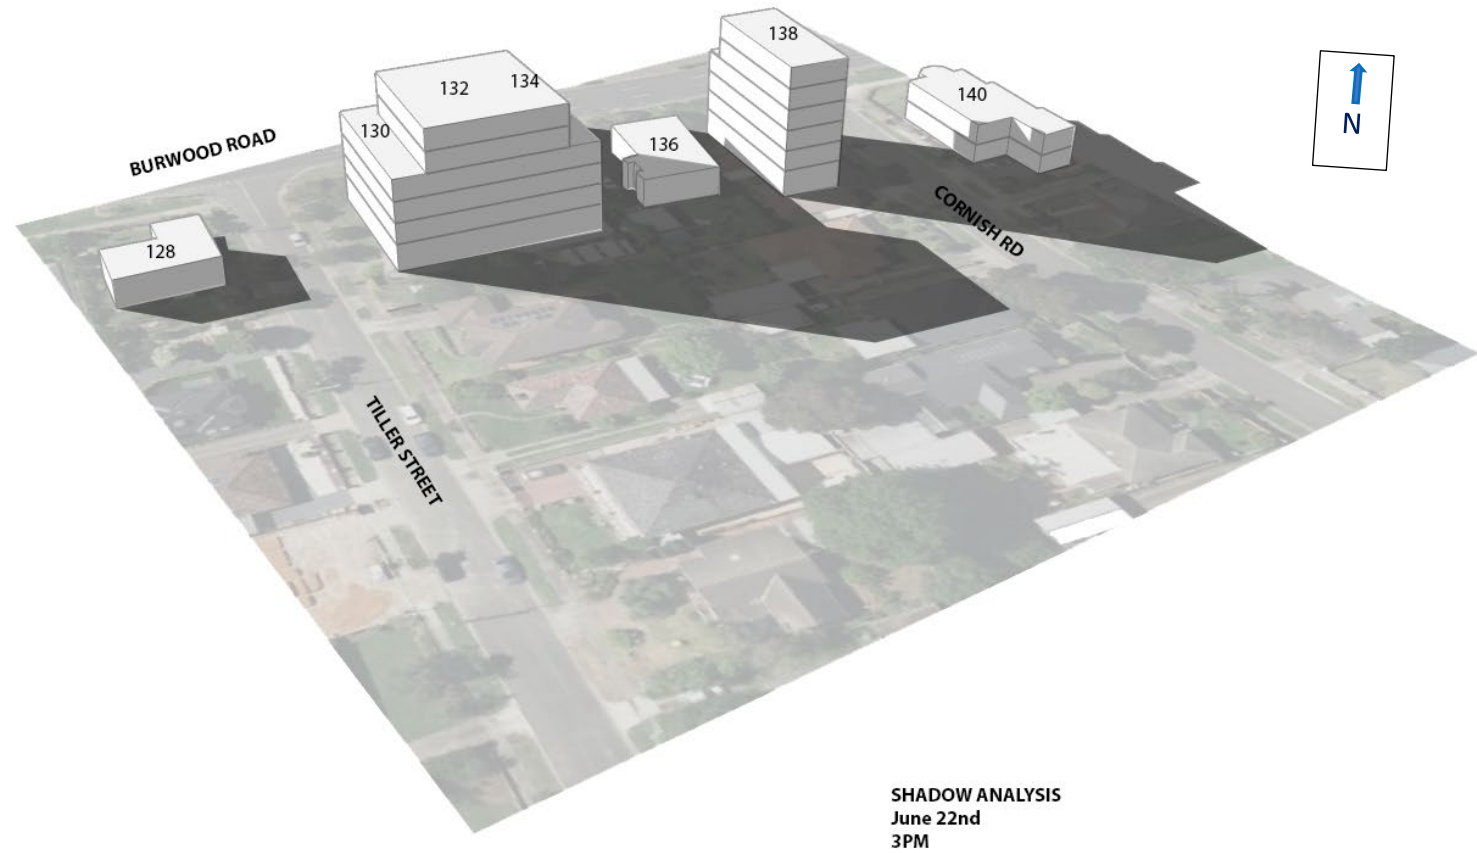 138
132
134
140
130
136
N
BURWOOD ROAD
128
CORNISH RD
TILLER STREET
SHADOW ANALYSIS
June 22nd
3PM